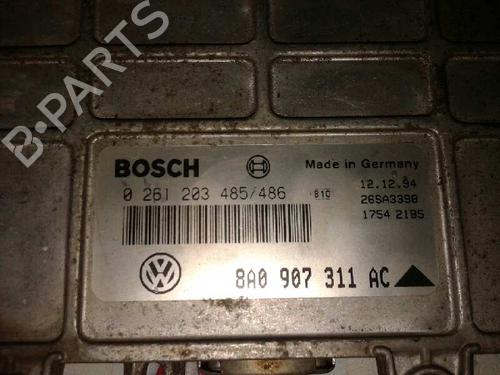 B-PARTS
BOSCH
Made in Germany
0 261 203 485/486 B10
12.12.94
26SA3390
1754 2195
8A0 907 311 AC